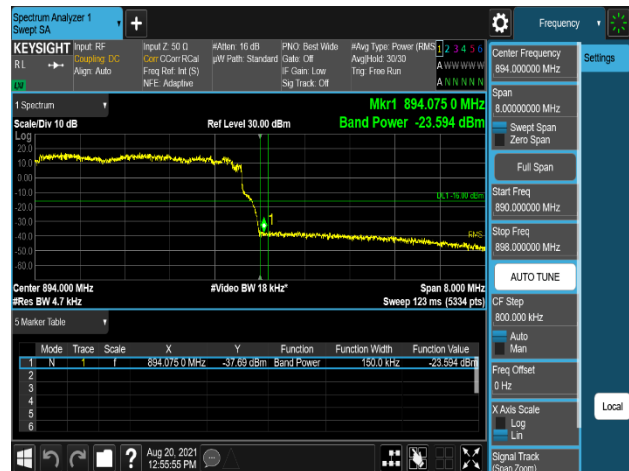 Spectrum Analyzer 1
Swept SA
+
Frequency
KEYSIGHT
RL
Input: RF
Coupling: DC
Align: Auto
Input Z: 50 Ω
Corr CCorr RCal
Freq Ref: Int (S)
NFE: Adaptive
#Atten: 16 dB
µW Path: Standard
PNO: Best Wide
Gate: Off
IF Gain: Low
Sig Track: Off
#Avg Type: Power (RMS)
Avg|Hold: 30/30
Trig: Free Run
1 2 3 4 5 6
A W W W W W
A N N N N N
1 Spectrum
Scale/Div 10 dB
Ref Level 30.00 dBm
Mkr1 894.075 0 MHz
Band Power -23.594 dBm
Log
20.0
10.0
0.00
-10.0
-20.0
-30.0
-40.0
-50.0
-60.0
DL1 -16.00 dBm
1
RMS
Center 894.000 MHz
#Res BW 4.7 kHz
#Video BW 18 kHz*
Span 8.000 MHz
Sweep 123 ms (5334 pts)
5 Marker Table
Mode Trace Scale X Y Function Function Width Function Value
1 N 1 f 894.075 0 MHz -37.69 dBm Band Power 150.0 kHz -23.594 dBm
2
3
4
5
6
?
Aug 20, 2021
12:55:55 PM
Center Frequency
894.000000 MHz
Span
8.00000000 MHz
Swept Span
Zero Span
Full Span
Start Freq
890.000000 MHz
Stop Freq
898.000000 MHz
AUTO TUNE
CF Step
800.000 kHz
Auto
Man
Freq Offset
0 Hz
X Axis Scale
Log
Lin
Signal Track
(Span Zoom)
Settings
Local